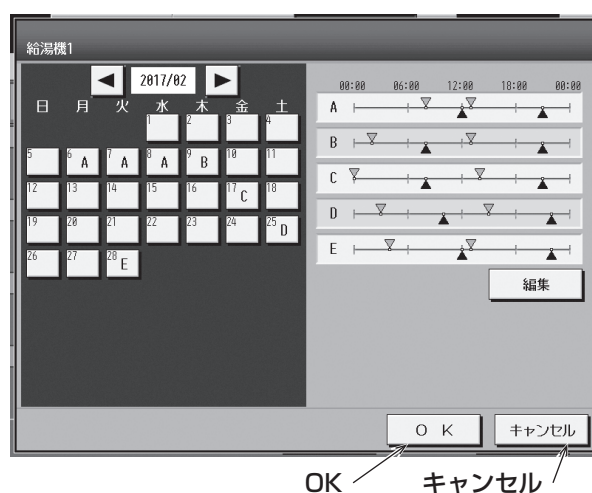 給湯機1
◀ 2017/02 ▶
日 月 火 水 木 金 土
1 2 3 4
5 6 A 7 A 8 A 9 B 10 11
12 13 14 15 16 17 C 18
19 20 21 22 23 24 25 D
26 27 28 E
00:00 06:00 12:00 18:00 00:00
A
B
C
D
E
編集
OK キャンセル
OK キャンセル